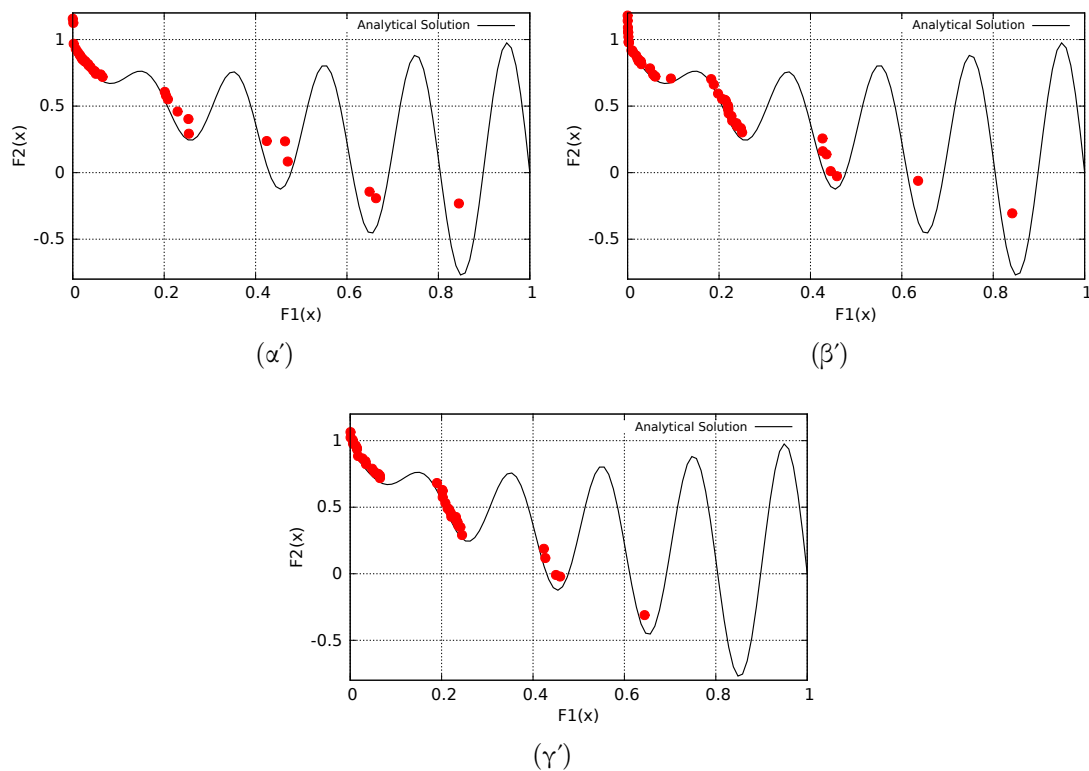 Analytical Solution
1
0.5
0
-0.5
F2(x)
0 0.2 0.4 0.6 0.8 1
F1(x)
(α΄)
Analytical Solution
1
0.5
0
-0.5
F2(x)
0 0.2 0.4 0.6 0.8 1
F1(x)
(β΄)
Analytical Solution
1
0.5
0
-0.5
F2(x)
0 0.2 0.4 0.6 0.8 1
F1(x)
(γ΄)